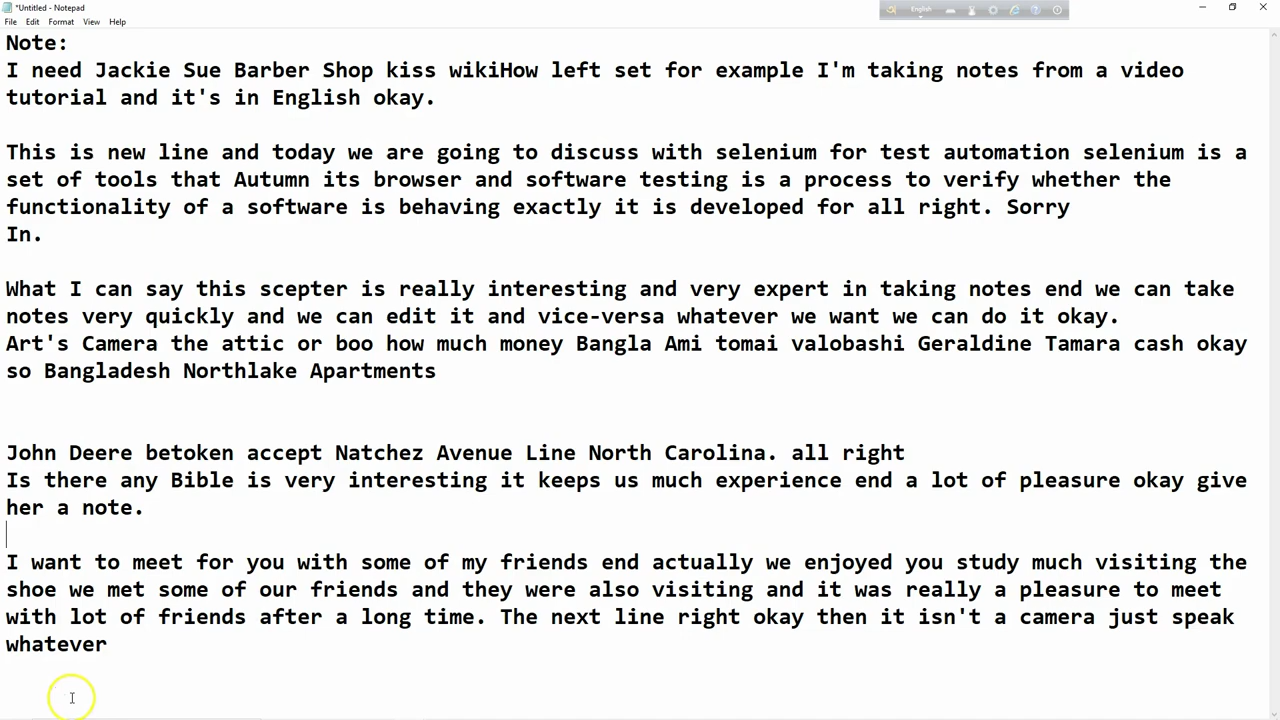 *Untitled - Notepad
English
File Edit Format View Help
Note:
I need Jackie Sue Barber Shop kiss wikiHow left set for example I'm taking notes from a video
tutorial and it's in English okay.
This is new line and today we are going to discuss with selenium for test automation selenium is a
set of tools that Autumn its browser and software testing is a process to verify whether the
functionality of a software is behaving exactly it is developed for all right. Sorry
In.
What I can say this scepter is really interesting and very expert in taking notes end we can take
notes very quickly and we can edit it and vice-versa whatever we want we can do it okay.
Art's Camera the attic or boo how much money Bangla Ami tomai valobashi Geraldine Tamara cash okay
so Bangladesh Northlake Apartments
John Deere betoken accept Natchez Avenue Line North Carolina. all right
Is there any Bible is very interesting it keeps us much experience end a lot of pleasure okay give
her a note.
I want to meet for you with some of my friends end actually we enjoyed you study much visiting the
shoe we met some of our friends and they were also visiting and it was really a pleasure to meet
with lot of friends after a long time. The next line right okay then it isn't a camera just speak
whatever